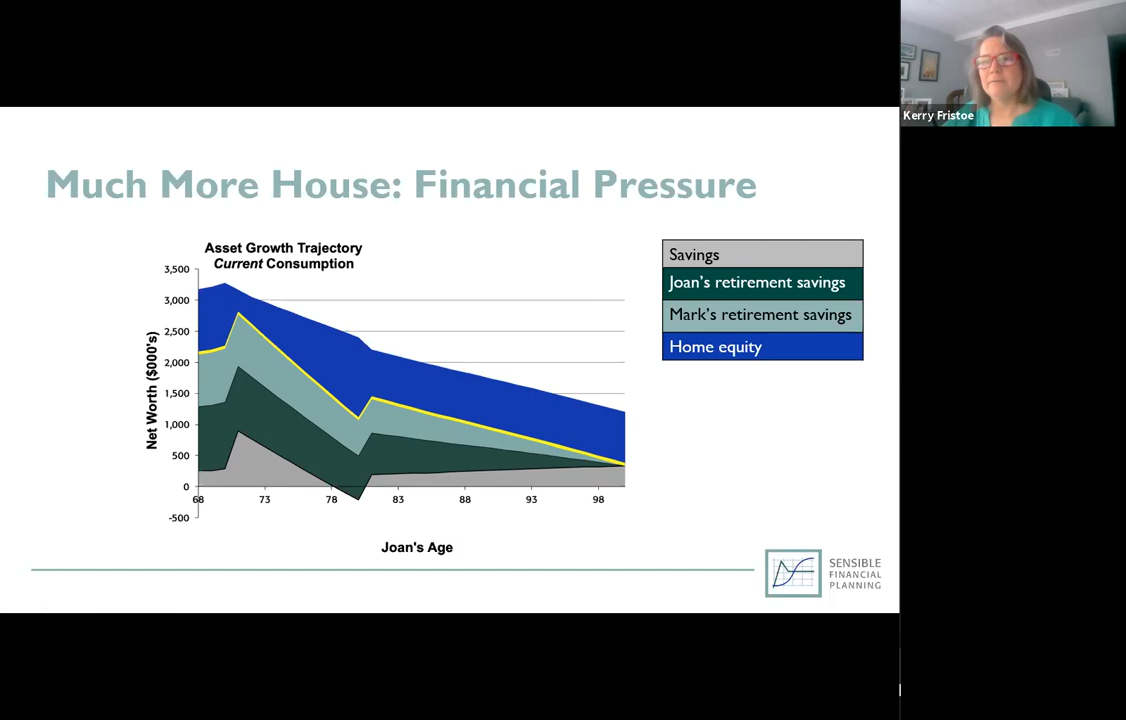 Kerry Fristoe
Much More House: Financial Pressure
Asset Growth Trajectory
Current Consumption
Net Worth ($000's)
3,500
3,000
2,500
2,000
1,500
1,000
500
0
-500
68
73
78
83
88
93
98
Joan's Age
Savings
Joan's retirement savings
Mark's retirement savings
Home equity
SENSIBLE
FINANCIAL
PLANNING